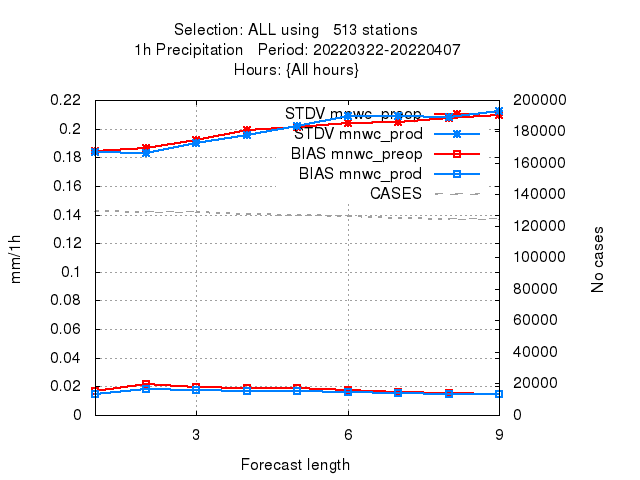 Selection: ALL using   513 stations
1h Precipitation   Period: 20220322-20220407
Hours: {All hours}
STDV mnwc_preop
STDV mnwc_prod
BIAS mnwc_preop
BIAS mnwc_prod
CASES
0.22
0.2
0.18
0.16
0.14
0.12
0.1
0.08
0.06
0.04
0.02
0
mm/1h
200000
180000
160000
140000
120000
100000
80000
60000
40000
20000
0
No cases
3 6 9
Forecast length